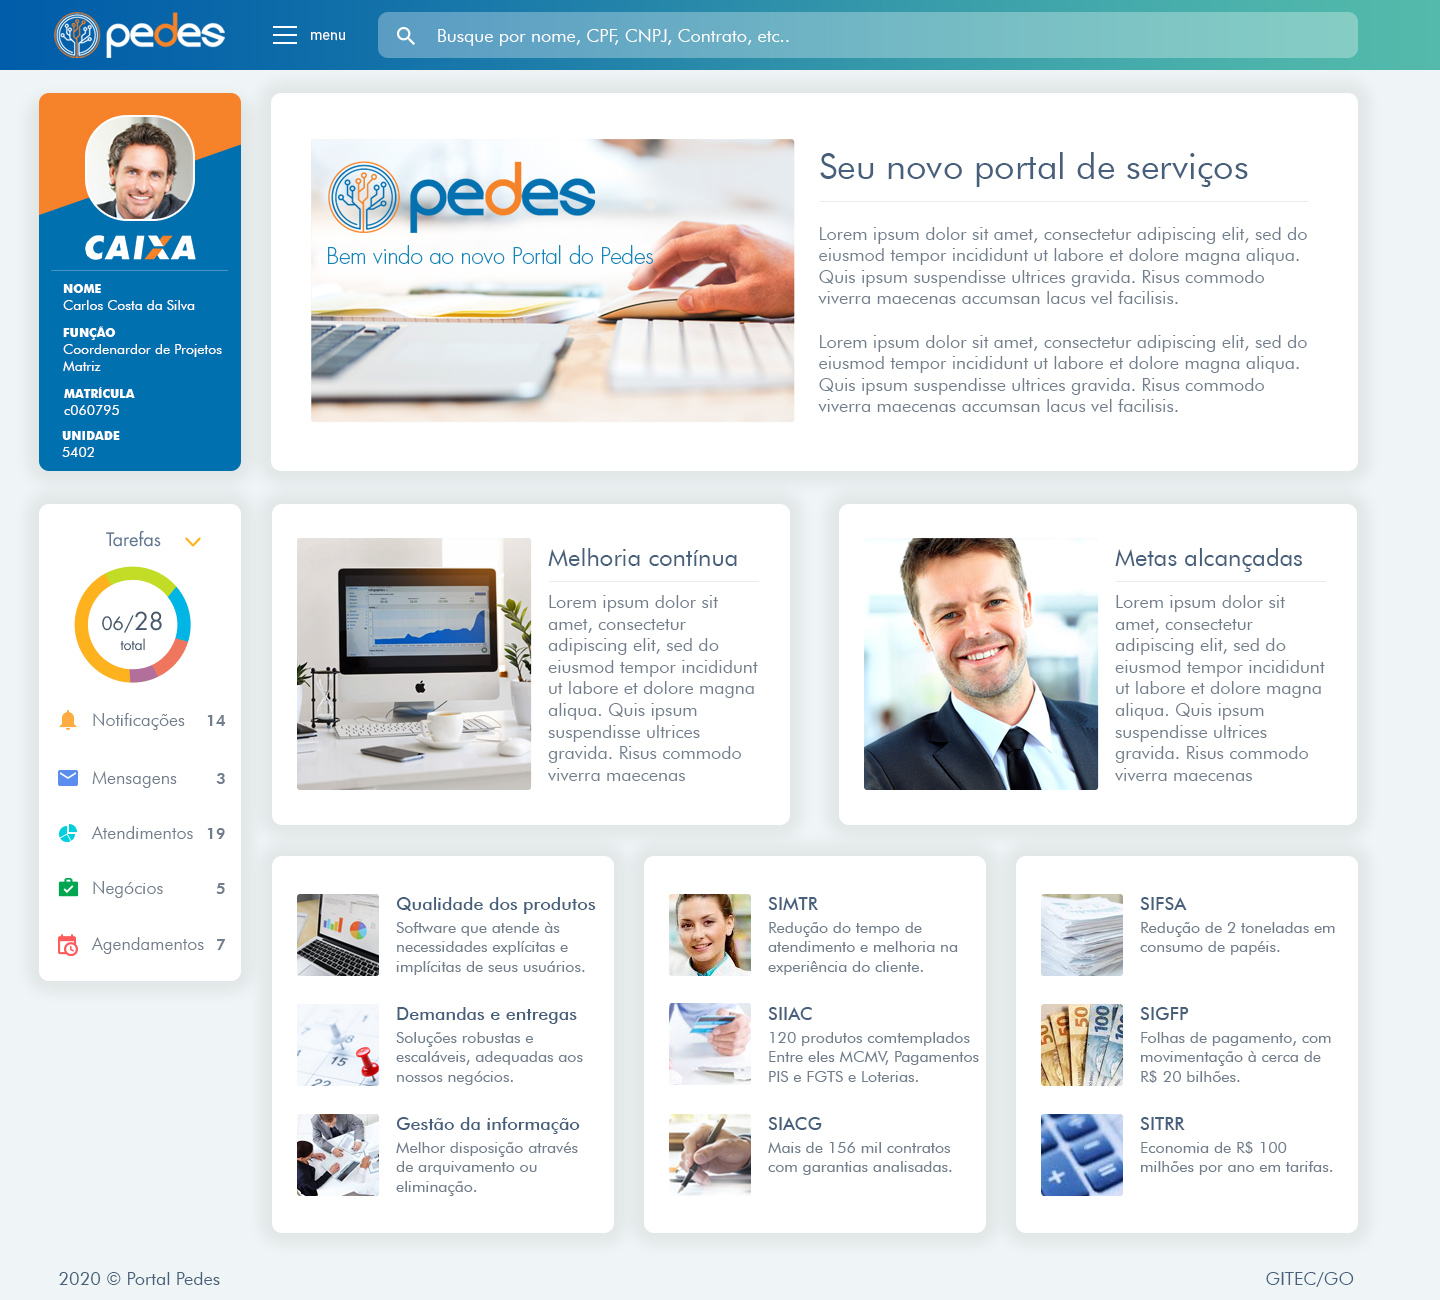 pedes
menu
Busque por nome, CPF, CNPJ, Contrato, etc..
CAIXA
NOME
Carlos Costa da Silva
FUNÇÃO
Coordenardor de Projetos
Matriz
MATRÍCULA
c060795
UNIDADE
5402
pedes
Bem vindo ao novo Portal do Pedes
Seu novo portal de serviços
Lorem ipsum dolor sit amet, consectetur adipiscing elit, sed do
eiusmod tempor incididunt ut labore et dolore magna aliqua.
Quis ipsum suspendisse ultrices gravida. Risus commodo
viverra maecenas accumsan lacus vel facilisis.
Lorem ipsum dolor sit amet, consectetur adipiscing elit, sed do
eiusmod tempor incididunt ut labore et dolore magna aliqua.
Quis ipsum suspendisse ultrices gravida. Risus commodo
viverra maecenas accumsan lacus vel facilisis.
Tarefas
06/28
total
Notificações 14
Mensagens 3
Atendimentos 19
Negócios 5
Agendamentos 7
Melhoria contínua
Lorem ipsum dolor sit
amet, consectetur
adipiscing elit, sed do
eiusmod tempor incididunt
ut labore et dolore magna
aliqua. Quis ipsum
suspendisse ultrices
gravida. Risus commodo
viverra maecenas
Metas alcançadas
Lorem ipsum dolor sit
amet, consectetur
adipiscing elit, sed do
eiusmod tempor incididunt
ut labore et dolore magna
aliqua. Quis ipsum
suspendisse ultrices
gravida. Risus commodo
viverra maecenas
Qualidade dos produtos
Software que atende às
necessidades explícitas e
implícitas de seus usuários.
15
22
Demandas e entregas
Soluções robustas e
escaláveis, adequadas aos
nossos negócios.
Gestão da informação
Melhor disposição através
de arquivamento ou
eliminação.
SIMTR
Redução do tempo de
atendimento e melhoria na
experiência do cliente.
SIIAC
120 produtos comtemplados
Entre eles MCMV, Pagamentos
PIS e FGTS e Loterias.
SIACG
Mais de 156 mil contratos
com garantias analisadas.
SIFSA
Redução de 2 toneladas em
consumo de papéis.
50
50
50
100
100
SIGFP
Folhas de pagamento, com
movimentação à cerca de
R$ 20 bilhões.
SITRR
Economia de R$ 100
milhões por ano em tarifas.
2020 © Portal Pedes
GITEC/GO